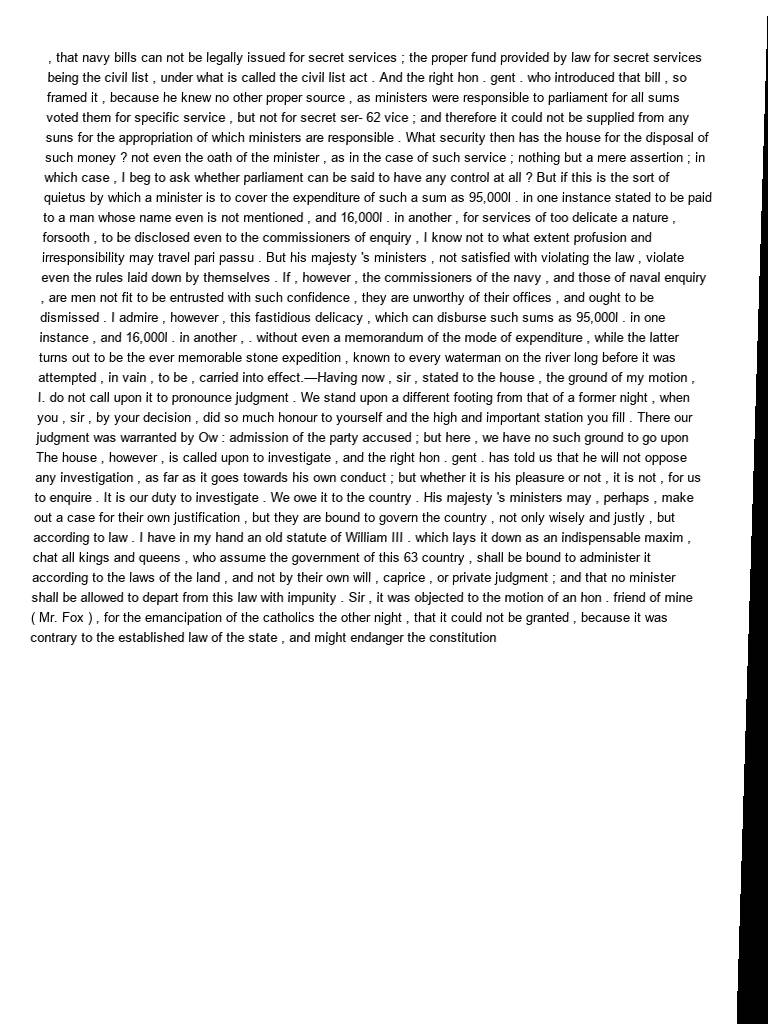 , that navy bills can not be legally issued for secret services ; the proper fund provided by law for secret services
being the civil list , under what is called the civil list act . And the right hon . gent . who introduced that bill , so
framed it , because he knew no other proper source , as ministers were responsible to parliament for all sums
voted them for specific service , but not for secret ser- 62 vice ; and therefore it could not be supplied from any
suns for the appropriation of which ministers are responsible . What security then has the house for the disposal of
such money ? not even the oath of the minister , as in the case of such service ; nothing but a mere assertion ; in
which case , I beg to ask whether parliament can be said to have any control at all ? But if this is the sort of
quietus by which a minister is to cover the expenditure of such a sum as 95,000l . in one instance stated to be paid
to a man whose name even is not mentioned , and 16,000l . in another , for services of too delicate a nature ,
forsooth , to be disclosed even to the commissioners of enquiry , I know not to what extent profusion and
irresponsibility may travel pari passu . But his majesty 's ministers , not satisfied with violating the law , violate
even the rules laid down by themselves . If , however , the commissioners of the navy , and those of naval enquiry
, are men not fit to be entrusted with such confidence , they are unworthy of their offices , and ought to be
dismissed . I admire , however , this fastidious delicacy , which can disburse such sums as 95,000l . in one
instance , and 16,000l . in another , . without even a memorandum of the mode of expenditure , while the latter
turns out to be the ever memorable stone expedition , known to every waterman on the river long before it was
attempted , in vain , to be , carried into effect.—Having now , sir , stated to the house , the ground of my motion ,
I. do not call upon it to pronounce judgment . We stand upon a different footing from that of a former night , when
you , sir , by your decision , did so much honour to yourself and the high and important station you fill . There our
judgment was warranted by Ow : admission of the party accused ; but here , we have no such ground to go upon
The house , however , is called upon to investigate , and the right hon . gent . has told us that he will not oppose
any investigation , as far as it goes towards his own conduct ; but whether it is his pleasure or not , it is not , for us
to enquire . It is our duty to investigate . We owe it to the country . His majesty 's ministers may , perhaps , make
out a case for their own justification , but they are bound to govern the country , not only wisely and justly , but
according to law . I have in my hand an old statute of William III . which lays it down as an indispensable maxim ,
chat all kings and queens , who assume the government of this 63 country , shall be bound to administer it
according to the laws of the land , and not by their own will , caprice , or private judgment ; and that no minister
shall be allowed to depart from this law with impunity . Sir , it was objected to the motion of an hon . friend of mine
( Mr. Fox ) , for the emancipation of the catholics the other night , that it could not be granted , because it was
contrary to the established law of the state , and might endanger the constitution